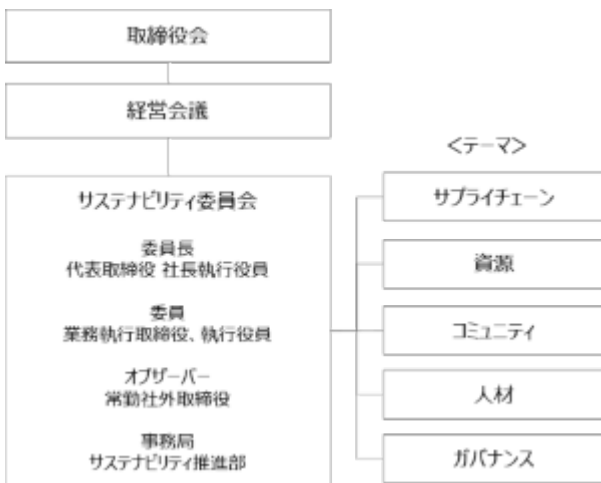 取締役会
経営会議
サステナビリティ委員会
委員長
代表取締役 社長執行役員
委員
業務執行取締役、執行役員
オブザーバー
常勤社外取締役
事務局
サステナビリティ推進部
＜テーマ＞
サプライチェーン
資源
コミュニティ
人材
ガバナンス